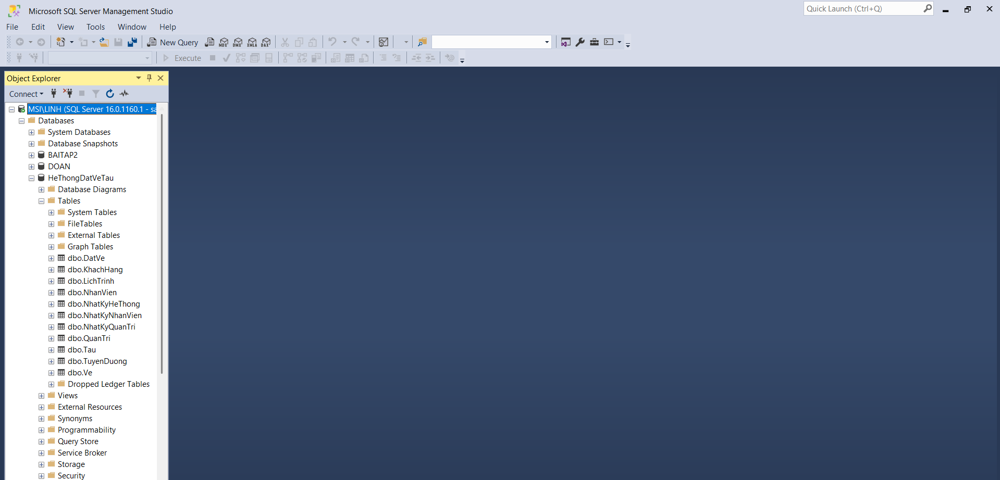 Microsoft SQL Server Management Studio
Quick Launch (Ctrl+Q)
File Edit View Tools Window Help
New Query MDX DMX XMLA DAX
Execute
Object Explorer
Connect
MSI\LINH (SQL Server 16.0.1160.1 - sa
Databases
System Databases
Database Snapshots
BAITAP2
DOAN
HeThongDatVeTau
Database Diagrams
Tables
System Tables
FileTables
External Tables
Graph Tables
dbo.DatVe
dbo.KhachHang
dbo.LichTrinh
dbo.NhanVien
dbo.NhatKyHeThong
dbo.NhatKyNhanVien
dbo.NhatKyQuanTri
dbo.QuanTri
dbo.Tau
dbo.TuyenDuong
dbo.Ve
Dropped Ledger Tables
Views
External Resources
Synonyms
Programmability
Query Store
Service Broker
Storage
Security